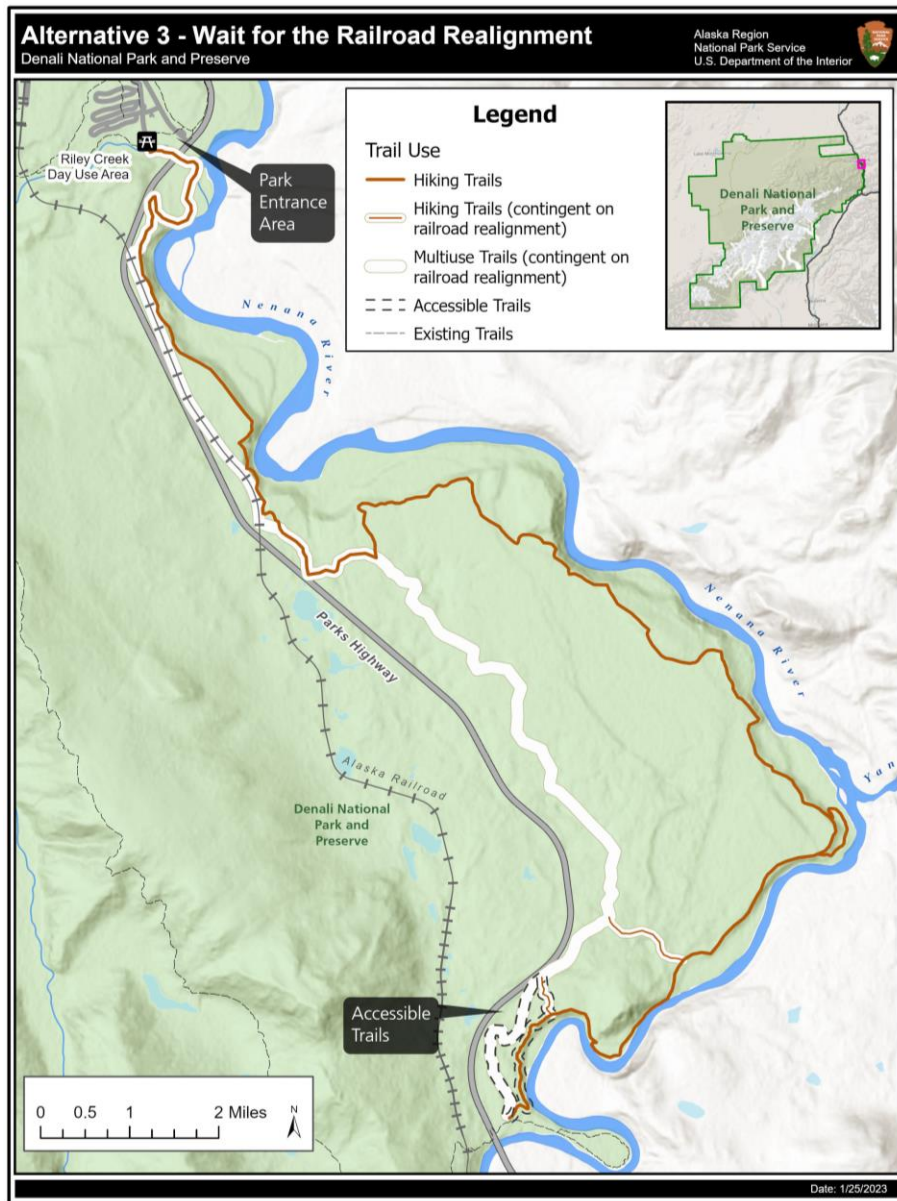 Alternative 3 - Wait for the Railroad Realignment
Denali National Park and Preserve
Alaska Region
National Park Service
U.S. Department of the Interior
Legend
Trail Use
Hiking Trails
Hiking Trails (contingent on
railroad realignment)
Multiuse Trails (contingent on
railroad realignment)
Accessible Trails
Existing Trails
Denali National
Park and
Preserve
Riley Creek
Day Use Area
Park
Entrance
Area
Nenana
River
Parks Highway
Nenana
River
Yan
Alaska Railroad
Denali National
Park and
Preserve
Accessible
Trails
0 0.5 1 2 Miles
N
Date: 1/25/2023